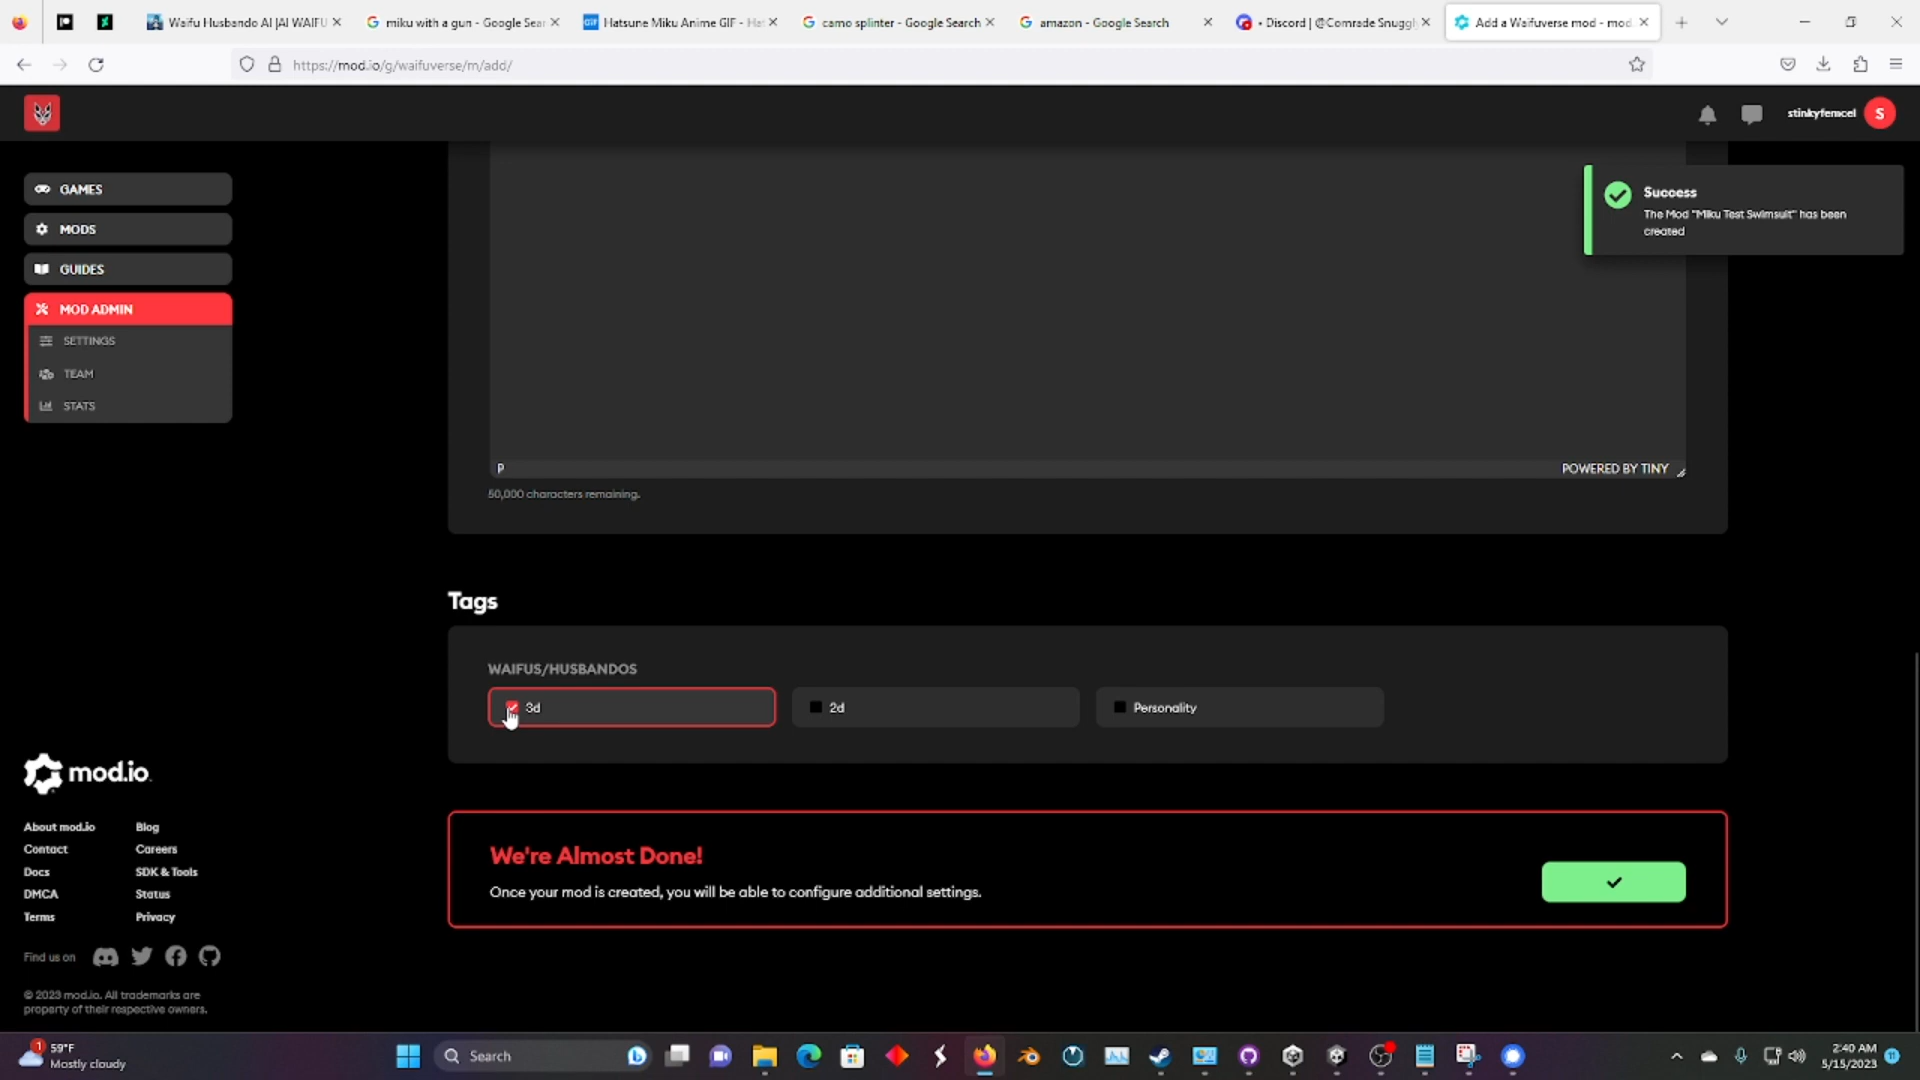 Waifu Husbando AI |AI WAIFU
miku with a gun - Google Sear
Hatsune Miku Anime GIF - Ha
camo splinter - Google Search
amazon - Google Search
• Discord | @Comrade Snuggl
Add a Waifuverse mod - mod.
https://mod.io/g/waifuverse/m/add/
stinkyfemcel
S
GAMES
MODS
GUIDES
MOD ADMIN
SETTINGS
TEAM
STATS
Success
The Mod "Miku Test Swimsuit" has been
created
P
POWERED BY TINY
50,000 characters remaining.
Tags
WAIFUS/HUSBANDOS
3d
2d
Personality
We're Almost Done!
Once your mod is created, you will be able to configure additional settings.
mod.io
About mod.io
Blog
Contact
Careers
Docs
SDK & Tools
DMCA
Status
Terms
Privacy
Find us on
© 2023 mod.io. All trademarks are
property of their respective owners.
1
59°F
Mostly cloudy
Search
2:40 AM
5/15/2023